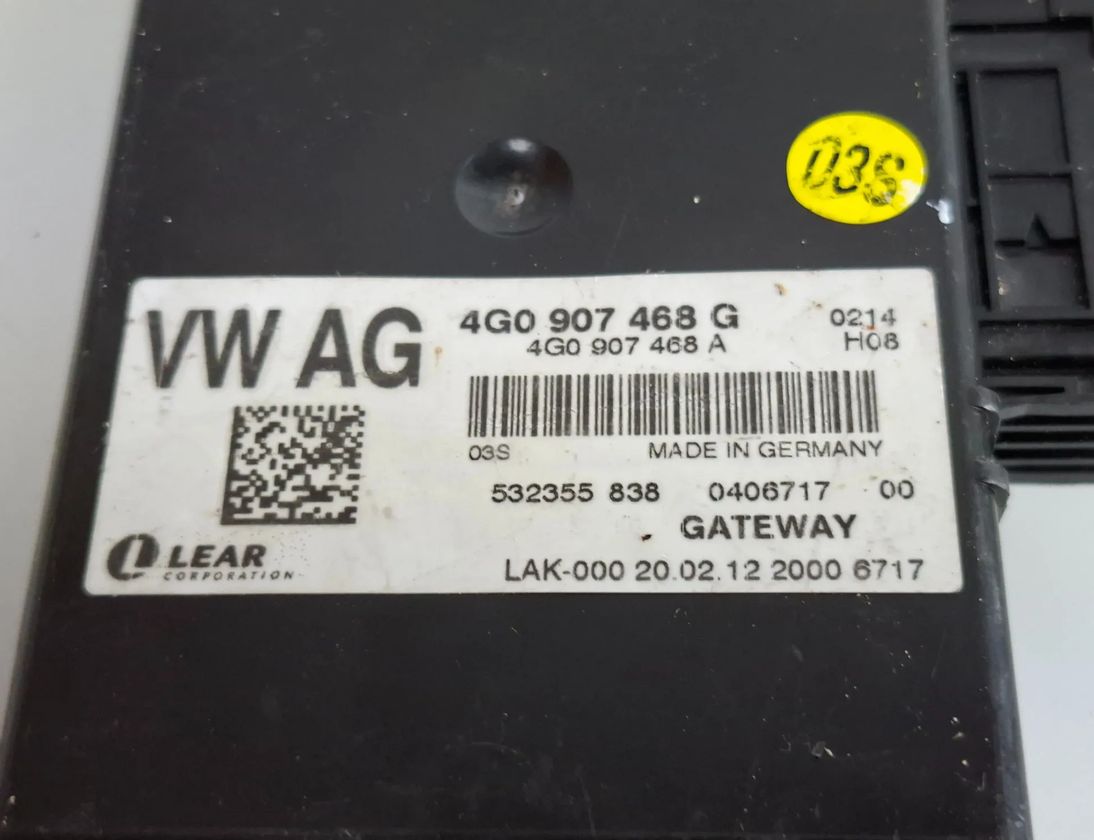 03S
VW AG
4G0 907 468 G
0214
4G0 907 468 A
H08
03S
MADE IN GERMANY
532355 838 0406717 00
GATEWAY
LEAR
CORPORATION
LAK-000 20.02.12 2000 6717